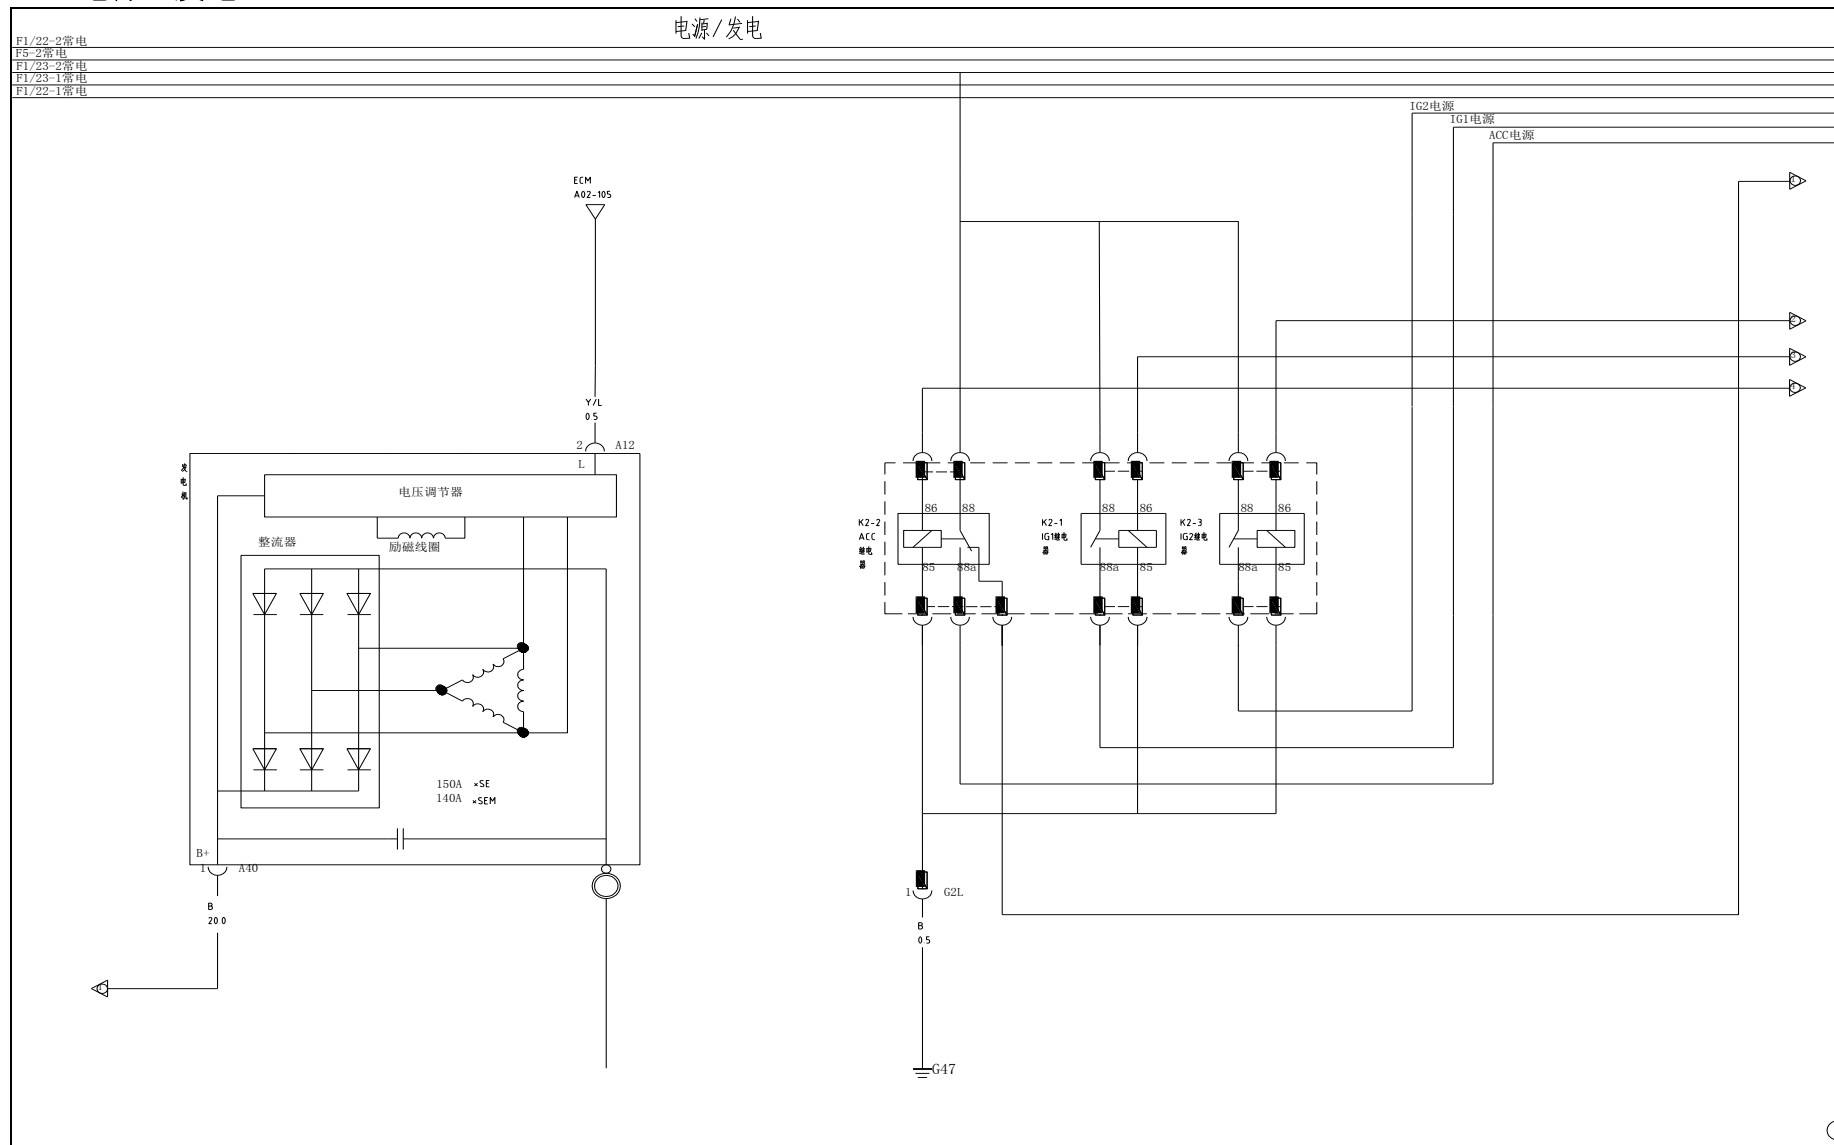 电源/发电
F1/22-2常电
F5-2常电
F1/23-2常电
F1/23-1常电
F1/22-1常电
IG2电源
IG1电源
ACC电源
ECM
A02-105
1
2
3
4
Y/L
0.5
2 A12
L
发电机
电压调节器
励磁线圈
整流器
86 88
88 86
88 86
K2-2
ACC
继电
器
K2-1
IG1继电
器
K2-3
IG2继电
器
85 88a
88a 85
88a 85
150A *SE
140A *SEM
B+
1 A40
B
20.0
1 G2L
B
0.5
G47